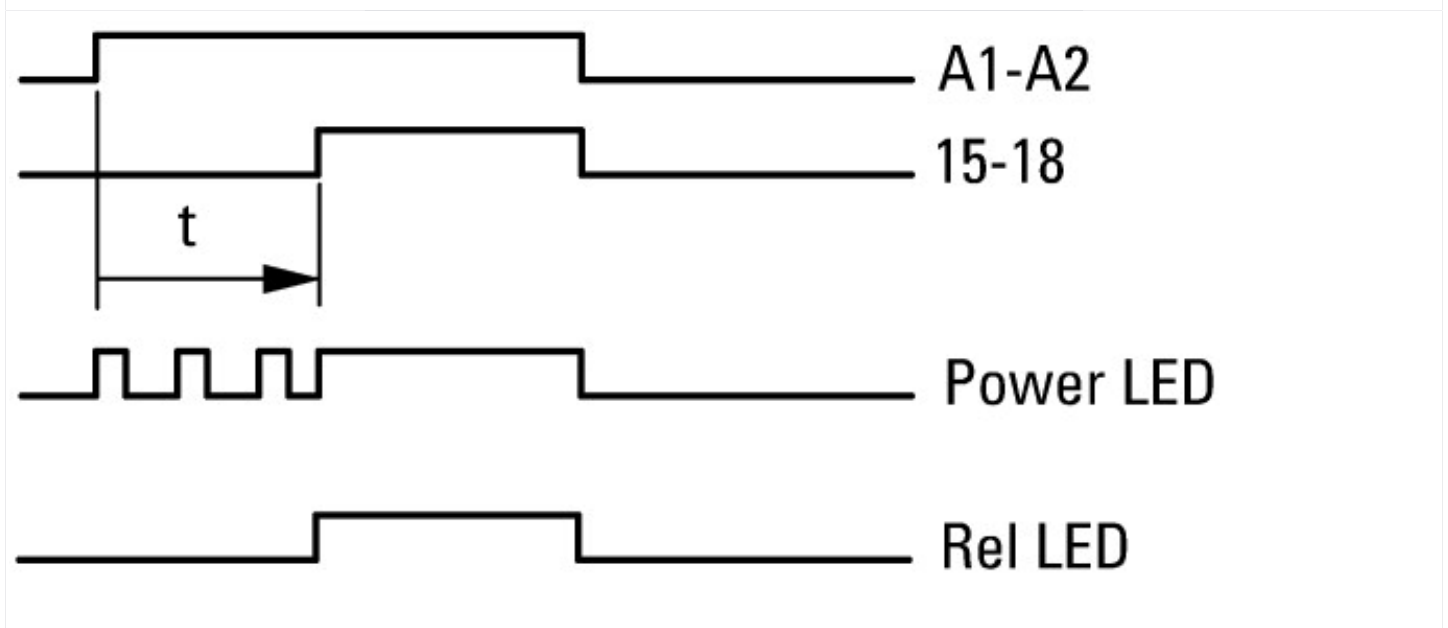 A1-A2
15-18
t
Power LED
Rel LED